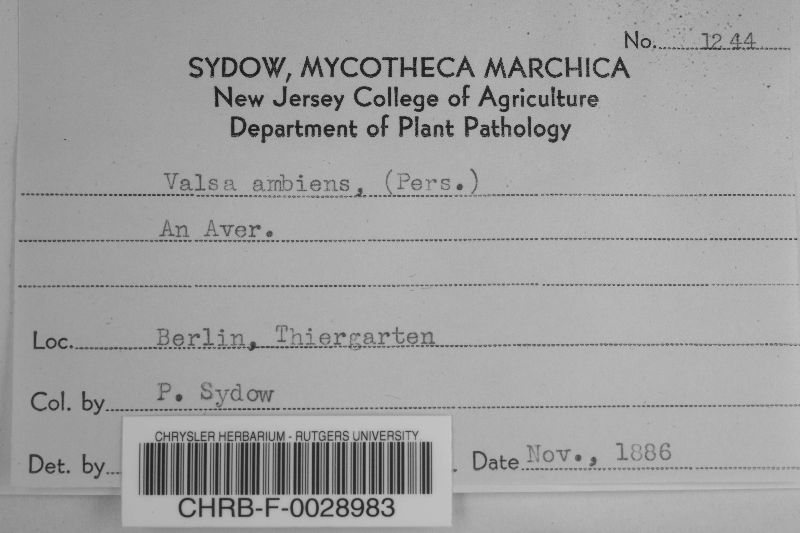 No. 1244
SYDOW, MYCOTHECA MARCHICA
New Jersey College of Agriculture
Department of Plant Pathology
Valsa ambiens, (Pers.)
An Aver.
Loc. Berlin, Thiergarten
Col. by P. Sydow
Det. by . Date Nov., 1886
CHRYSLER HERBARIUM - RUTGERS UNIVERSITY
CHRB-F-0028983